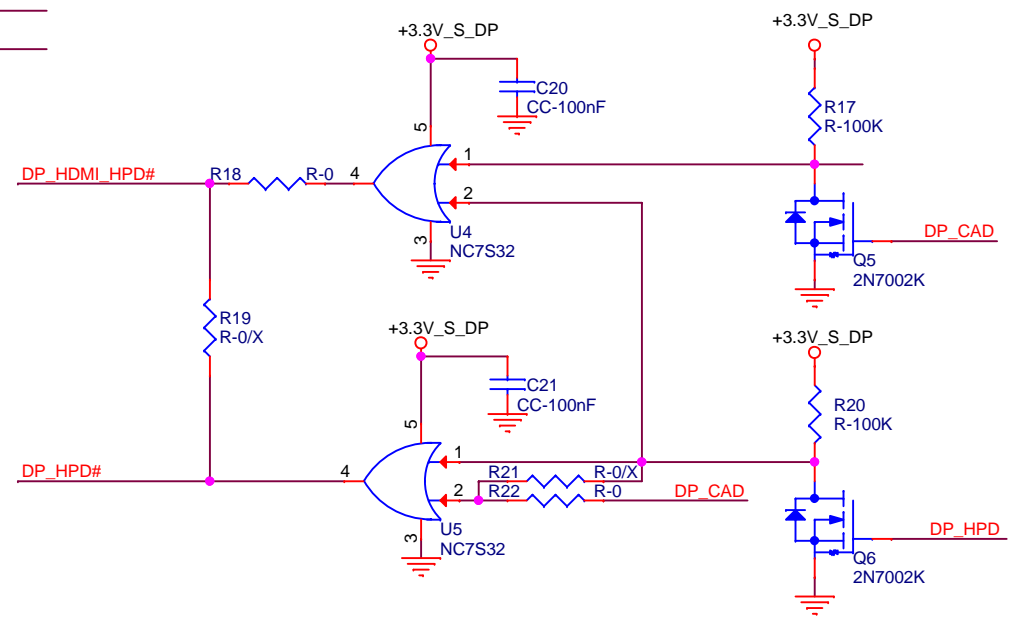 +3.3V_S_DP
+3.3V_S_DP
C20
CC-100nF
R17
R-100K
5
1
DP_HDMI_HPD#
R18
R-0
4
2
3
U4
NC7S32
DP_CAD
Q5
2N7002K
R19
R-0/X
+3.3V_S_DP
+3.3V_S_DP
C21
CC-100nF
R20
R-100K
5
1
DP_HPD#
4
R21
R-0/X
2
R22
R-0
DP_CAD
3
U5
NC7S32
DP_HPD
Q6
2N7002K